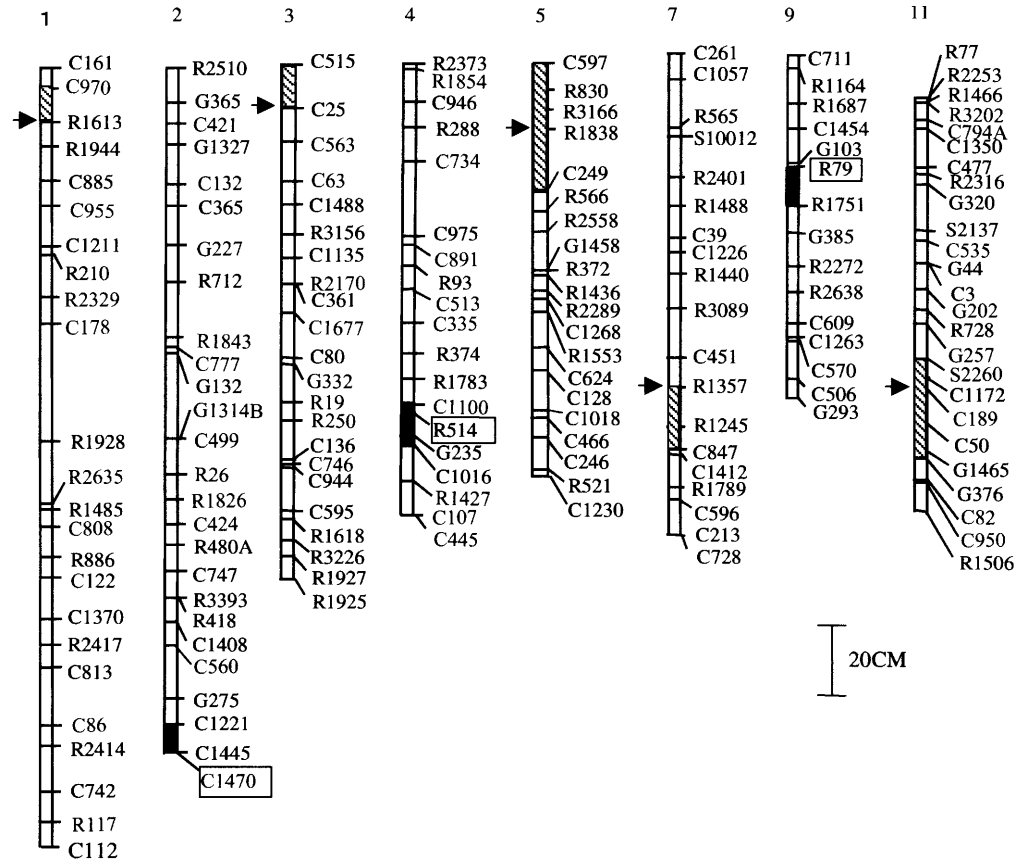 1
C161
C970
R1613
R1944
C885
C955
C1211
R210
R2329
C178
R1928
R2635
R1485
C808
R886
C122
C1370
R2417
C813
C86
R2414
C742
R117
C112
2
R2510
G365
C421
G1327
C132
C365
G227
R712
R1843
C777
G132
G1314B
C499
R26
R1826
C424
R480A
C747
R3393
R418
C1408
C560
G275
C1221
C1445
C1470
3
C515
C25
C563
C63
C1488
R3156
C1135
R2170
C361
C1677
C80
G332
R19
R250
C136
C746
C944
C595
R1618
R3226
R1927
R1925
4
R2373
R1854
C946
R288
C734
C975
C891
R93
C513
C335
R374
R1783
C1100
R514
G235
C1016
R1427
C107
C445
5
C597
R830
R3166
R1838
C249
R566
R2558
G1458
R372
R1436
R2289
C1268
R1553
C624
C128
C1018
C466
C246
R521
C1230
7
C261
C1057
R565
S10012
R2401
R1488
C39
C1226
R1440
R3089
C451
R1357
R1245
C847
C1412
R1789
C596
C213
C728
9
C711
R1164
R1687
C1454
G103
R79
R1751
G385
R2272
R2638
C609
C1263
C570
C506
G293
11
R77
R2253
R1466
R3202
C794A
C1350
C477
R2316
G320
S2137
C535
G44
C3
G202
R728
G257
S2260
C1172
C189
C50
G1465
G376
C82
C950
R1506
20CM